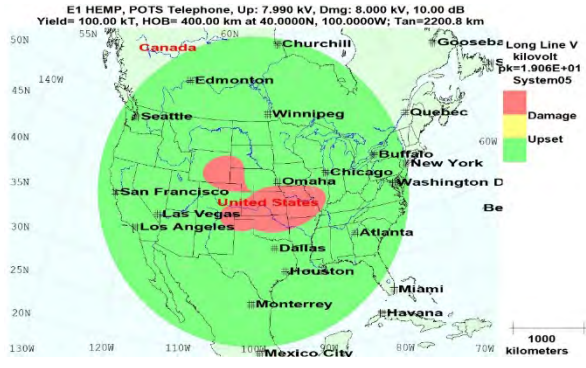 E1 HEMP, POTS Telephone, Up: 7.990 kV, Dmg: 8.000 kV, 10.00 dB
Yield= 100.00 kT, HOB= 400.00 km at 40.0000N, 100.0000W; Tan=2200.8 km
50N
55N
60N
Canada
Churchill
Gooseba
Long Line V
kilovolt
pk=1.906E+01
System05
140W
Edmonton
45N
Seattle
Winnipeg
Quebec
Damage
40N
60W
Upset
Buffalo
New York
35N
San Francisco
Omaha
Chicago
Washington D
United States
Be
30N
Las Vegas
Los Angeles
Atlanta
Dallas
25N
Houston
Miami
20N
Monterrey
Havana
1000
kilometers
130W
120W
110W
100W
90W
80W
70W
Mexico City